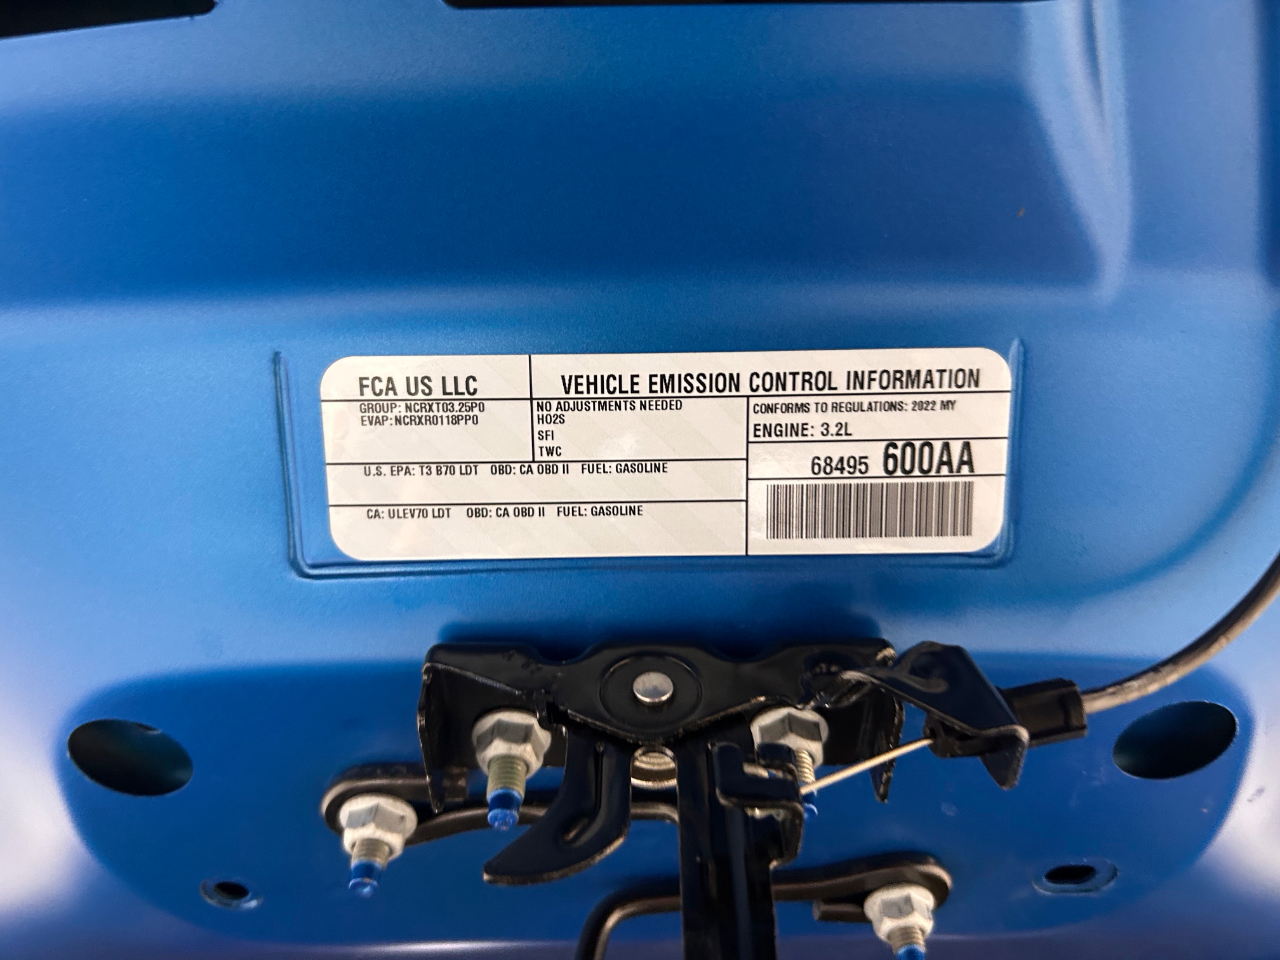 FCA US LLC
VEHICLE EMISSION CONTROL INFORMATION
GROUP: NCRXT03.25P0
EVAP: NCRXR0118PP0
NO ADJUSTMENTS NEEDED
HO2S
SFI
TWC
CONFORMS TO REGULATIONS: 2022 MY
ENGINE: 3.2L
68495 600AA
U.S. EPA: T3 B70 LDT OBD: CA OBD II FUEL: GASOLINE
CA: ULEV70 LDT OBD: CA OBD II FUEL: GASOLINE